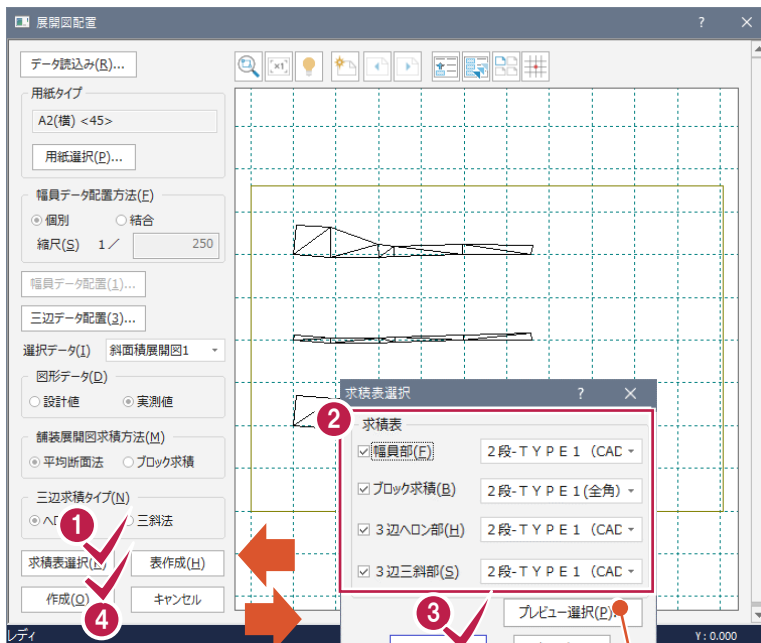 展開図配置
データ読込み(R)...
用紙タイプ
A2(横) <45>
用紙選択(P)...
幅員データ配置方法(F)
個別 結合
縮尺(S) 1／ 250
幅員データ配置(1)...
三辺データ配置(3)...
選択データ(I) 斜面積展開図1
図形データ(D)
設計値 実測値
舗装展開図求積方法(M)
平均断面法 ブロック求積
三辺求積タイプ(N)
三斜法
1
求積表選択 表作成(H)
作成(O) キャンセル
4
レディ
×1
求積表選択 ? ×
2
求積表
幅員部(F) 2段-ＴＹＰＥ１（CAD
ブロック求積(B) 2段-ＴＹＰＥ１(全角)
３辺ヘロン部(H) 2段-ＴＹＰＥ１（CAD
３辺三斜部(S) 2段-ＴＹＰＥ１（CAD
3
プレビュー選択(P)
Y : 0.000